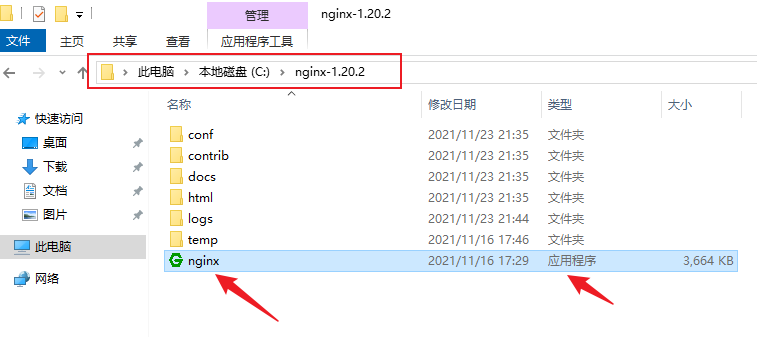 管理 nginx-1.20.2
文件 主页 共享 查看 应用程序工具
此电脑 本地磁盘 (C:) nginx-1.20.2
名称 修改日期 类型 大小
快速访问
桌面
下载
文档
图片
此电脑
网络
conf 2021/11/23 21:35 文件夹
contrib 2021/11/23 21:35 文件夹
docs 2021/11/23 21:35 文件夹
html 2021/11/23 21:35 文件夹
logs 2021/11/23 21:44 文件夹
temp 2021/11/16 17:46 文件夹
nginx 2021/11/16 17:29 应用程序 3,664 KB